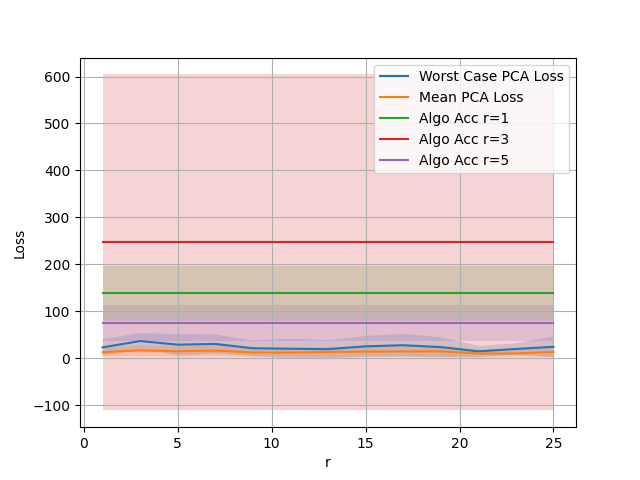 600
500
400
300
200
100
0
−100
Loss
0
5
10
15
20
25
r
Worst Case PCA Loss
Mean PCA Loss
Algo Acc r=1
Algo Acc r=3
Algo Acc r=5